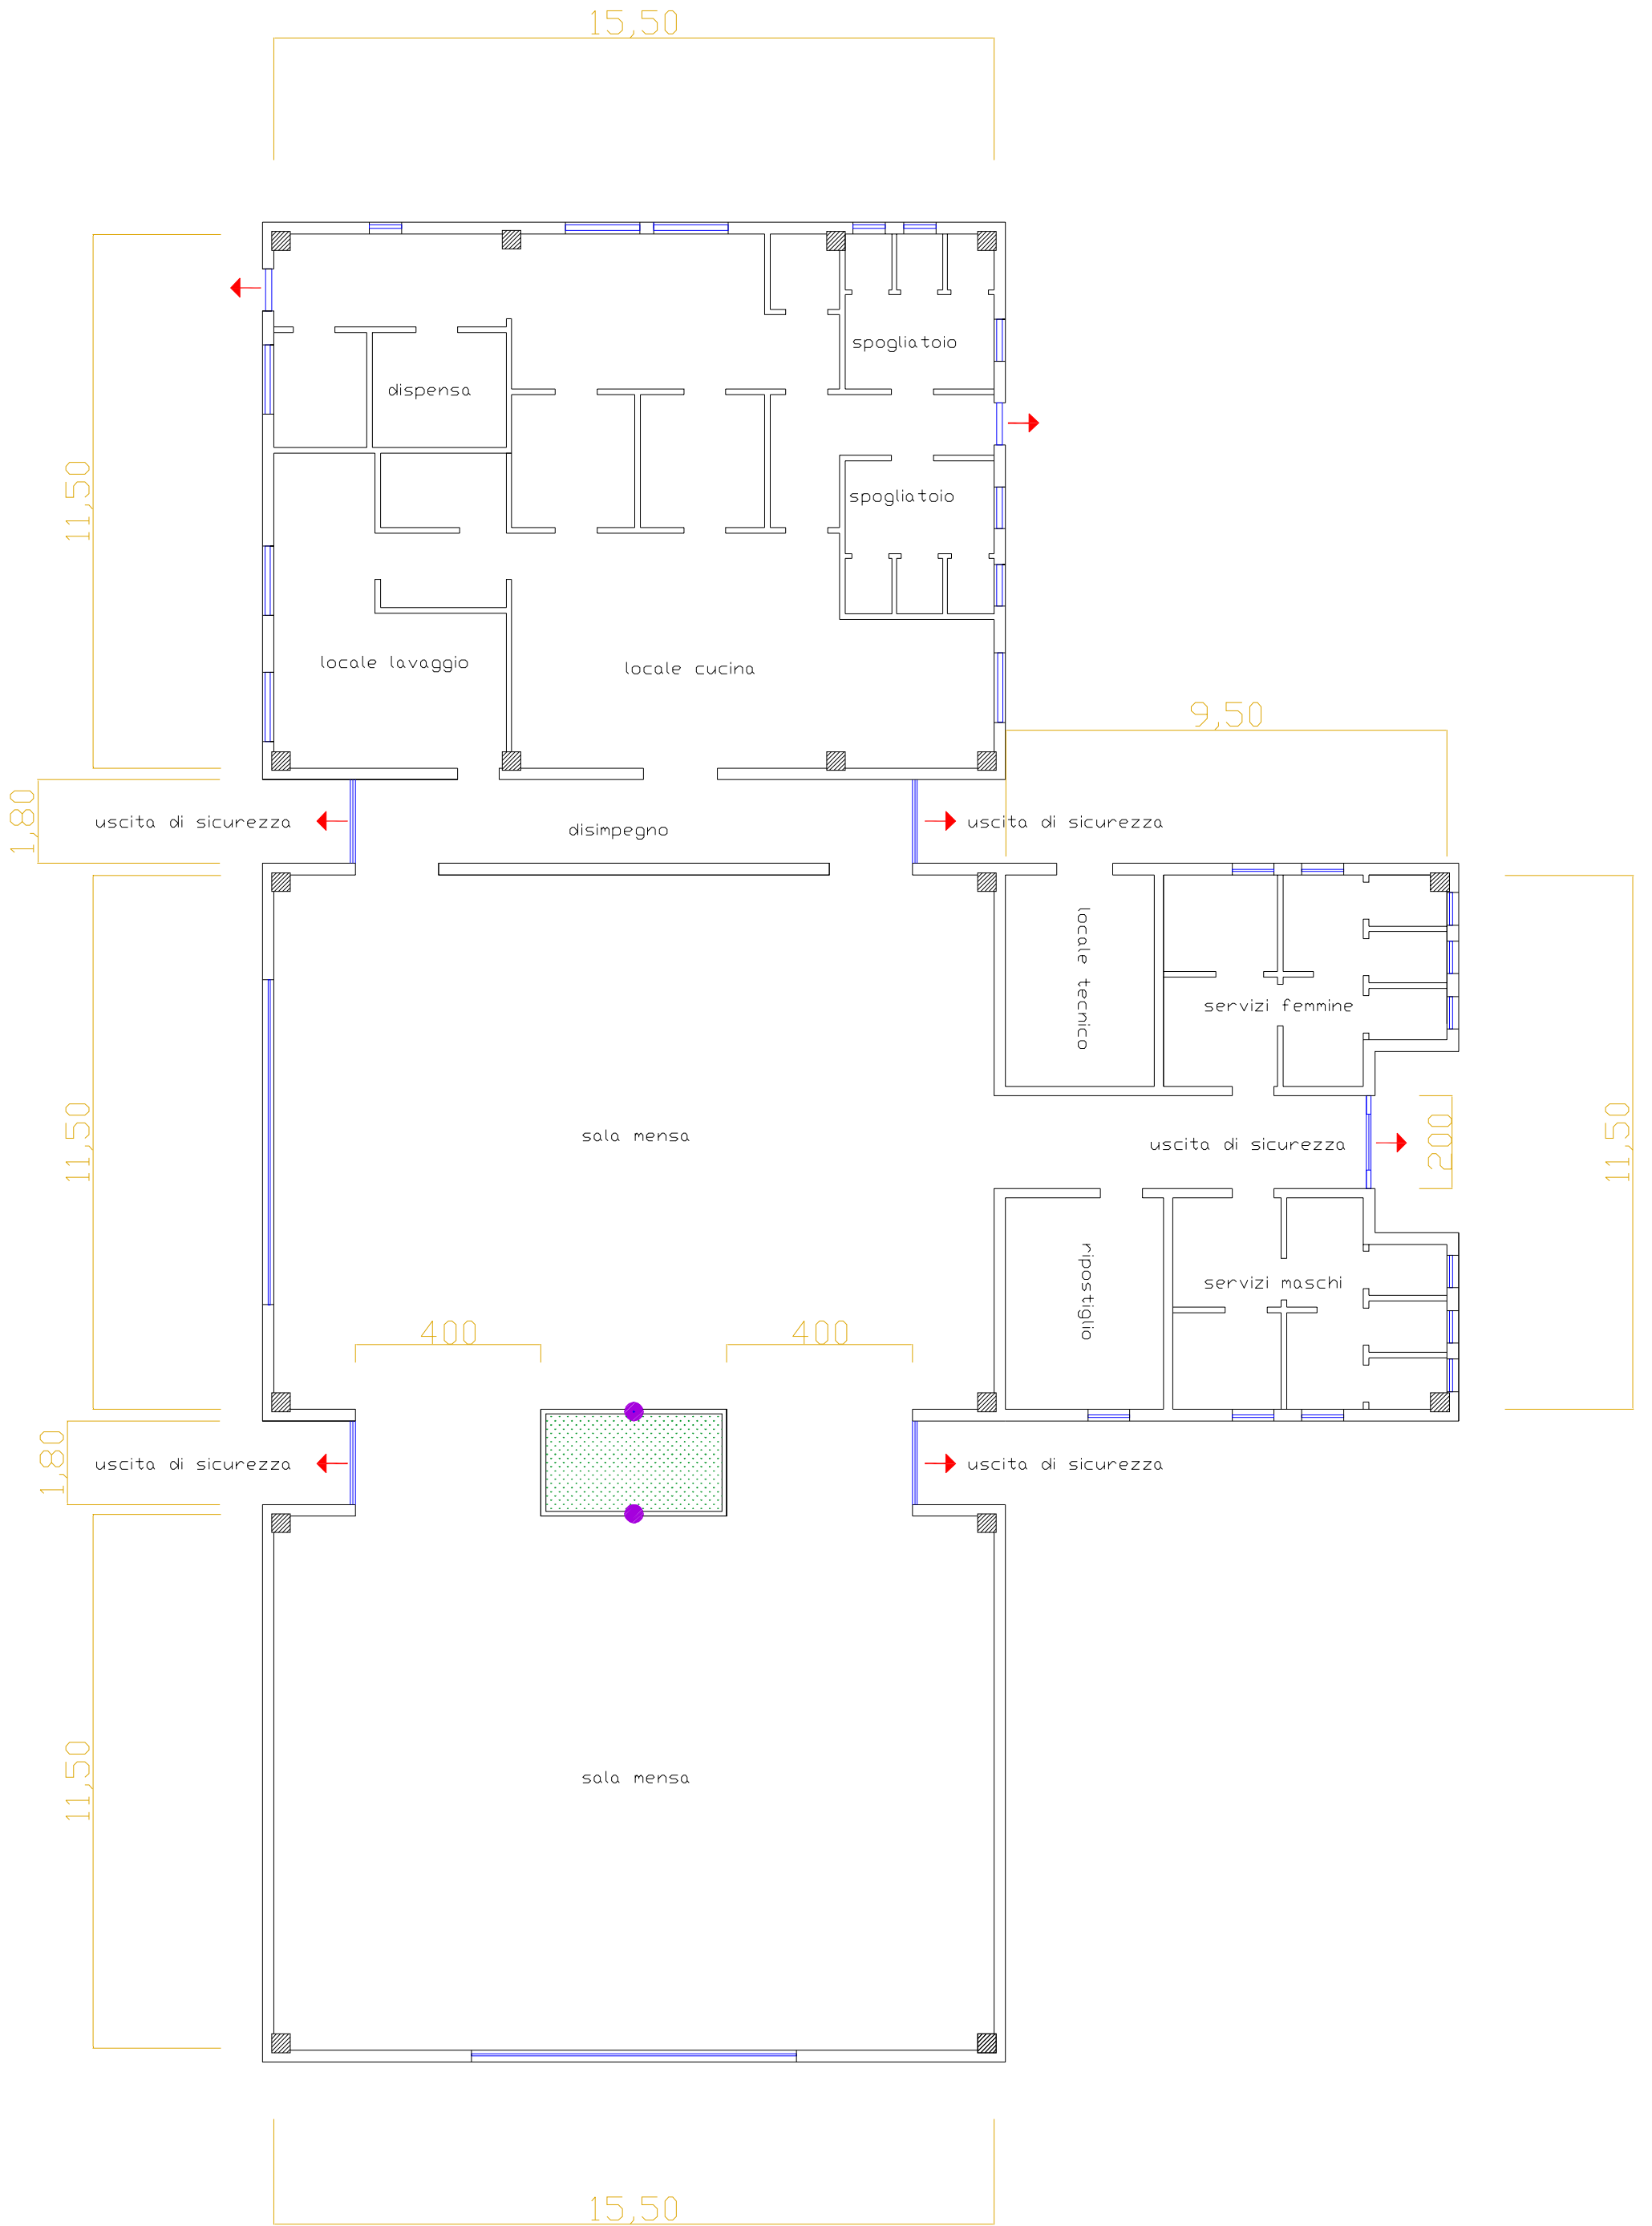 15,50
spogliatoio
dispensa
11,50
spogliatoio
locale lavaggio
locale cucina
9,50
1,80
uscita di sicurezza
disimpegno
uscita di sicurezza
locale tecnico
servizi femmine
11,50
sala mensa
uscita di sicurezza
200
11,50
ripostiglio
servizi maschi
400
400
1,80
uscita di sicurezza
uscita di sicurezza
11,50
sala mensa
15,50